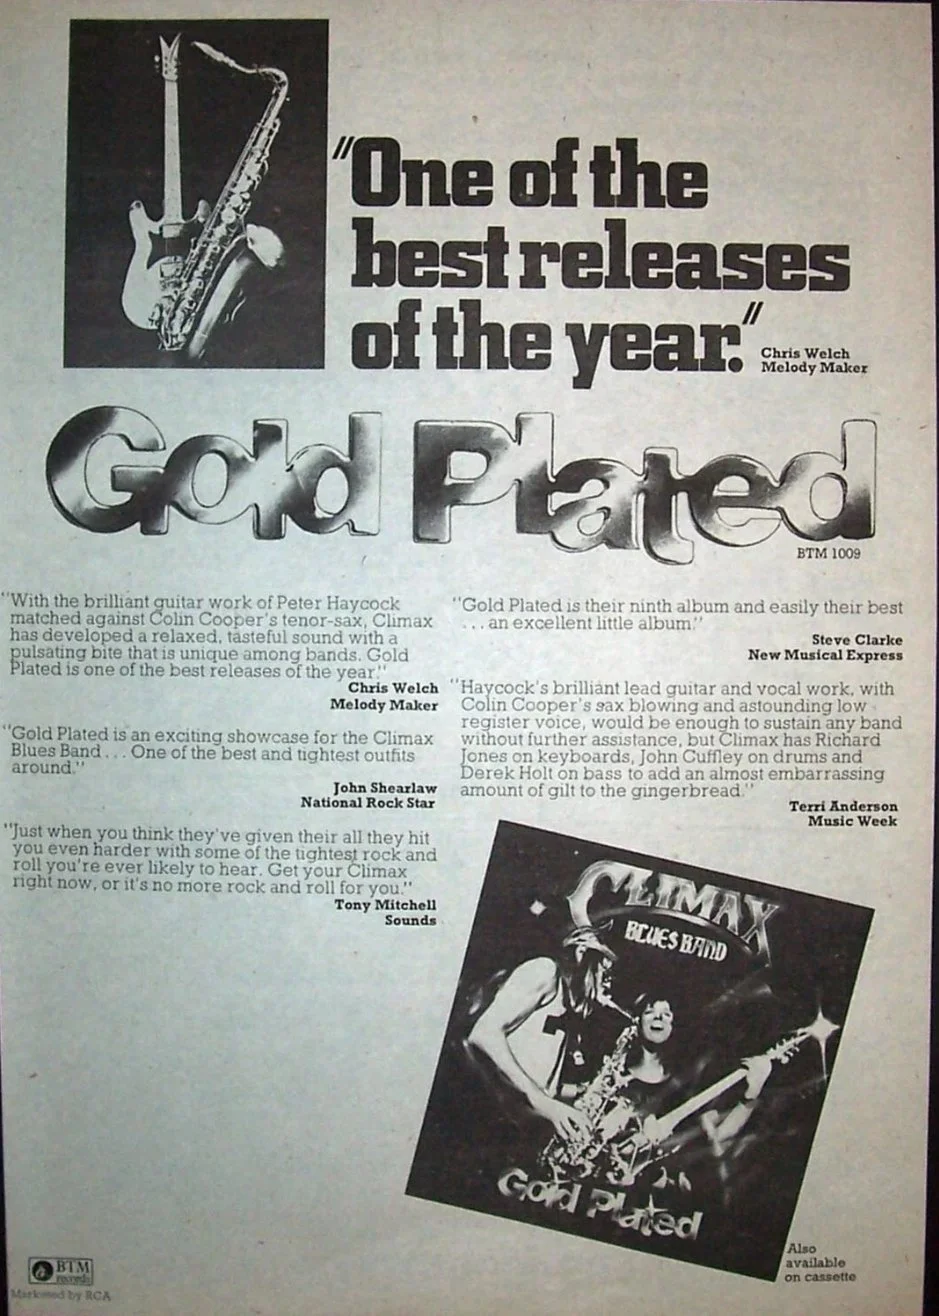 "One of the
best releases
of the year."
Chris Welch
Melody Maker
Gold Plated
BTM 1009
"With the brilliant guitar work of Peter Haycock
matched against Colin Cooper's tenor-sax, Climax
has developed a relaxed, tasteful sound with a
pulsating bite that is unique among bands. Gold
Plated is one of the best releases of the year."
Chris Welch
Melody Maker
"Gold Plated is an exciting showcase for the Climax
Blues Band . . . One of the best and tightest outfits
around."
John Shearlaw
National Rock Star
"Just when you think they've given their all they hit
you even harder with some of the tightest rock and
roll you're ever likely to hear. Get your Climax
right now, or it's no more rock and roll for you."
Tony Mitchell
Sounds
"Gold Plated is their ninth album and easily their best
. . . an excellent little album."
Steve Clarke
New Musical Express
"Haycock's brilliant lead guitar and vocal work, with
Colin Cooper's sax blowing and astounding low
register voice, would be enough to sustain any band
without further assistance, but Climax has Richard
Jones on keyboards, John Cuffley on drums and
Derek Holt on bass to add an almost embarrassing
amount of gilt to the gingerbread."
Terri Anderson
Music Week
CLIMAX
BLUES BAND
Gold Plated
Also
available
on cassette
BTM
records
Marketed by RCA